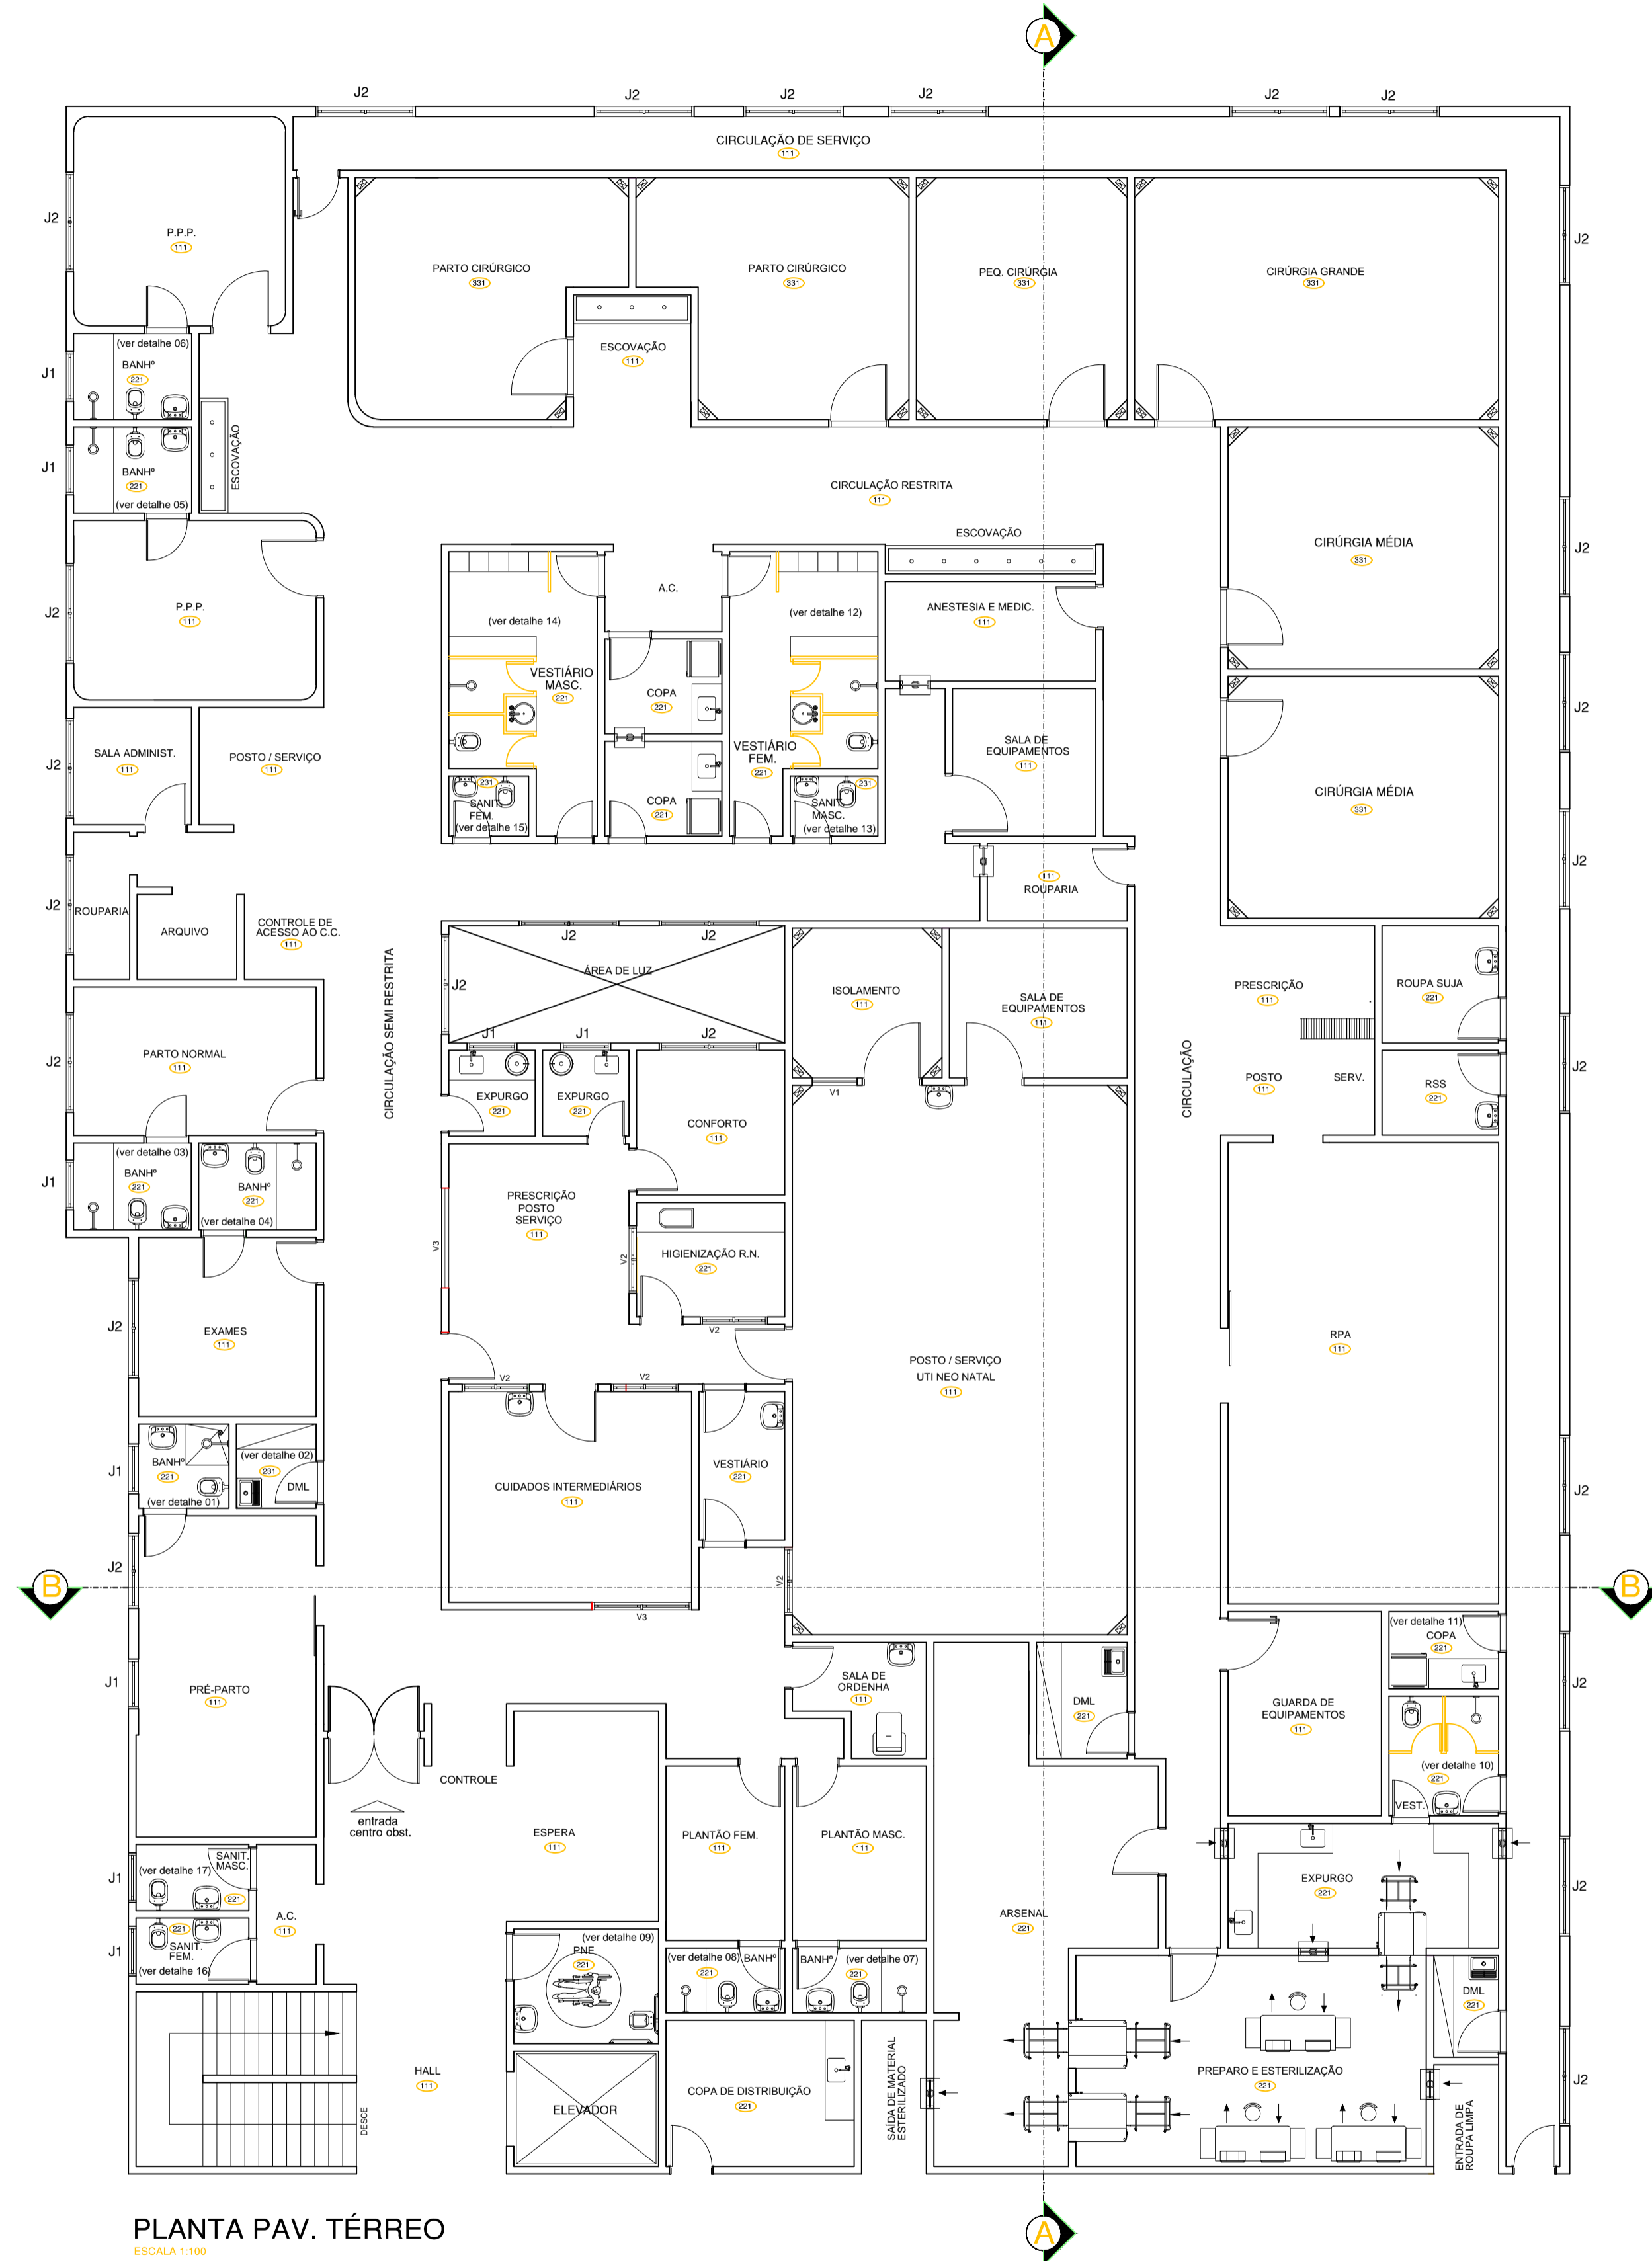 A
J2
J2
J2
J2
J2
J2
CIRCULAÇÃO DE SERVIÇO
111
J2
P.P.P.
111
PARTO CIRÚRGICO
331
PARTO CIRÚRGICO
331
PEQ. CIRÚRGIA
331
CIRÚRGIA GRANDE
331
J2
(ver detalhe 06)
BANHº
221
J1
ESCOVAÇÃO
111
J1
BANHº
221
(ver detalhe 05)
ESCOVAÇÃO
CIRCULAÇÃO RESTRITA
111
ESCOVAÇÃO
CIRÚRGIA MÉDIA
331
J2
J2
P.P.P.
111
(ver detalhe 14)
A.C.
(ver detalhe 12)
ANESTESIA E MEDIC.
111
VESTIÁRIO
MASC.
221
COPA
221
J2
J2
SALA ADMINIST.
111
POSTO / SERVIÇO
111
VESTIÁRIO
FEM.
221
SALA DE
EQUIPAMENTOS
111
CIRÚRGIA MÉDIA
331
231
SANIT.
FEM.
(ver detalhe 15)
COPA
221
231
SANIT.
MASC.
(ver detalhe 13)
J2
111
ROUPARIA
J2
ROUPARIA
ARQUIVO
CONTROLE DE
ACESSO AO C.C.
111
J2
J2
ÁREA DE LUZ
J2
CIRCULAÇÃO SEMI RESTRITA
ISOLAMENTO
111
SALA DE
EQUIPAMENTOS
111
PRESCRIÇÃO
111
ROUPA SUJA
221
J1
J1
J2
J2
PARTO NORMAL
111
CIRCULAÇÃO
J2
EXPURGO
221
EXPURGO
221
V1
POSTO
111
SERV.
RSS
221
CONFORTO
111
(ver detalhe 03)
BANHº
221
J1
BANHº
221
(ver detalhe 04)
PRESCRIÇÃO
POSTO
SERVIÇO
111
V3
V2
HIGIENIZAÇÃO R.N.
221
J2
EXAMES
111
V2
RPA
111
POSTO / SERVIÇO
UTI NEO NATAL
111
V2
V2
J1
BANHº
221
(ver detalhe 01)
(ver detalhe 02)
231
DML
CUIDADOS INTERMEDIÁRIOS
111
VESTIÁRIO
221
J2
J2
B
V2
B
V3
(ver detalhe 11)
COPA
221
J1
PRÉ-PARTO
111
SALA DE
ORDENHA
111
DML
221
GUARDA DE
EQUIPAMENTOS
111
J2
(ver detalhe 10)
221
VEST.
CONTROLE
entrada
centro obst.
ESPERA
111
PLANTÃO FEM.
111
PLANTÃO MASC.
111
SANIT.
MASC.
(ver detalhe 17)
221
J1
EXPURGO
221
J2
A.C.
111
ARSENAL
221
J1
221
SANIT.
FEM.
(ver detalhe 16)
(ver detalhe 09)
PNE
221
(ver detalhe 08)
BANHº
221
BANHº
(ver detalhe 07)
221
DML
221
HALL
111
DESCE
ELEVADOR
COPA DE DISTRIBUIÇÃO
221
SAÍDA DE MATERIAL
ESTERILIZADO
PREPARO E ESTERILIZAÇÃO
221
J2
ENTRADA DE
ROUPA LIMPA
PLANTA PAV. TÉRREO
ESCALA 1:100
A